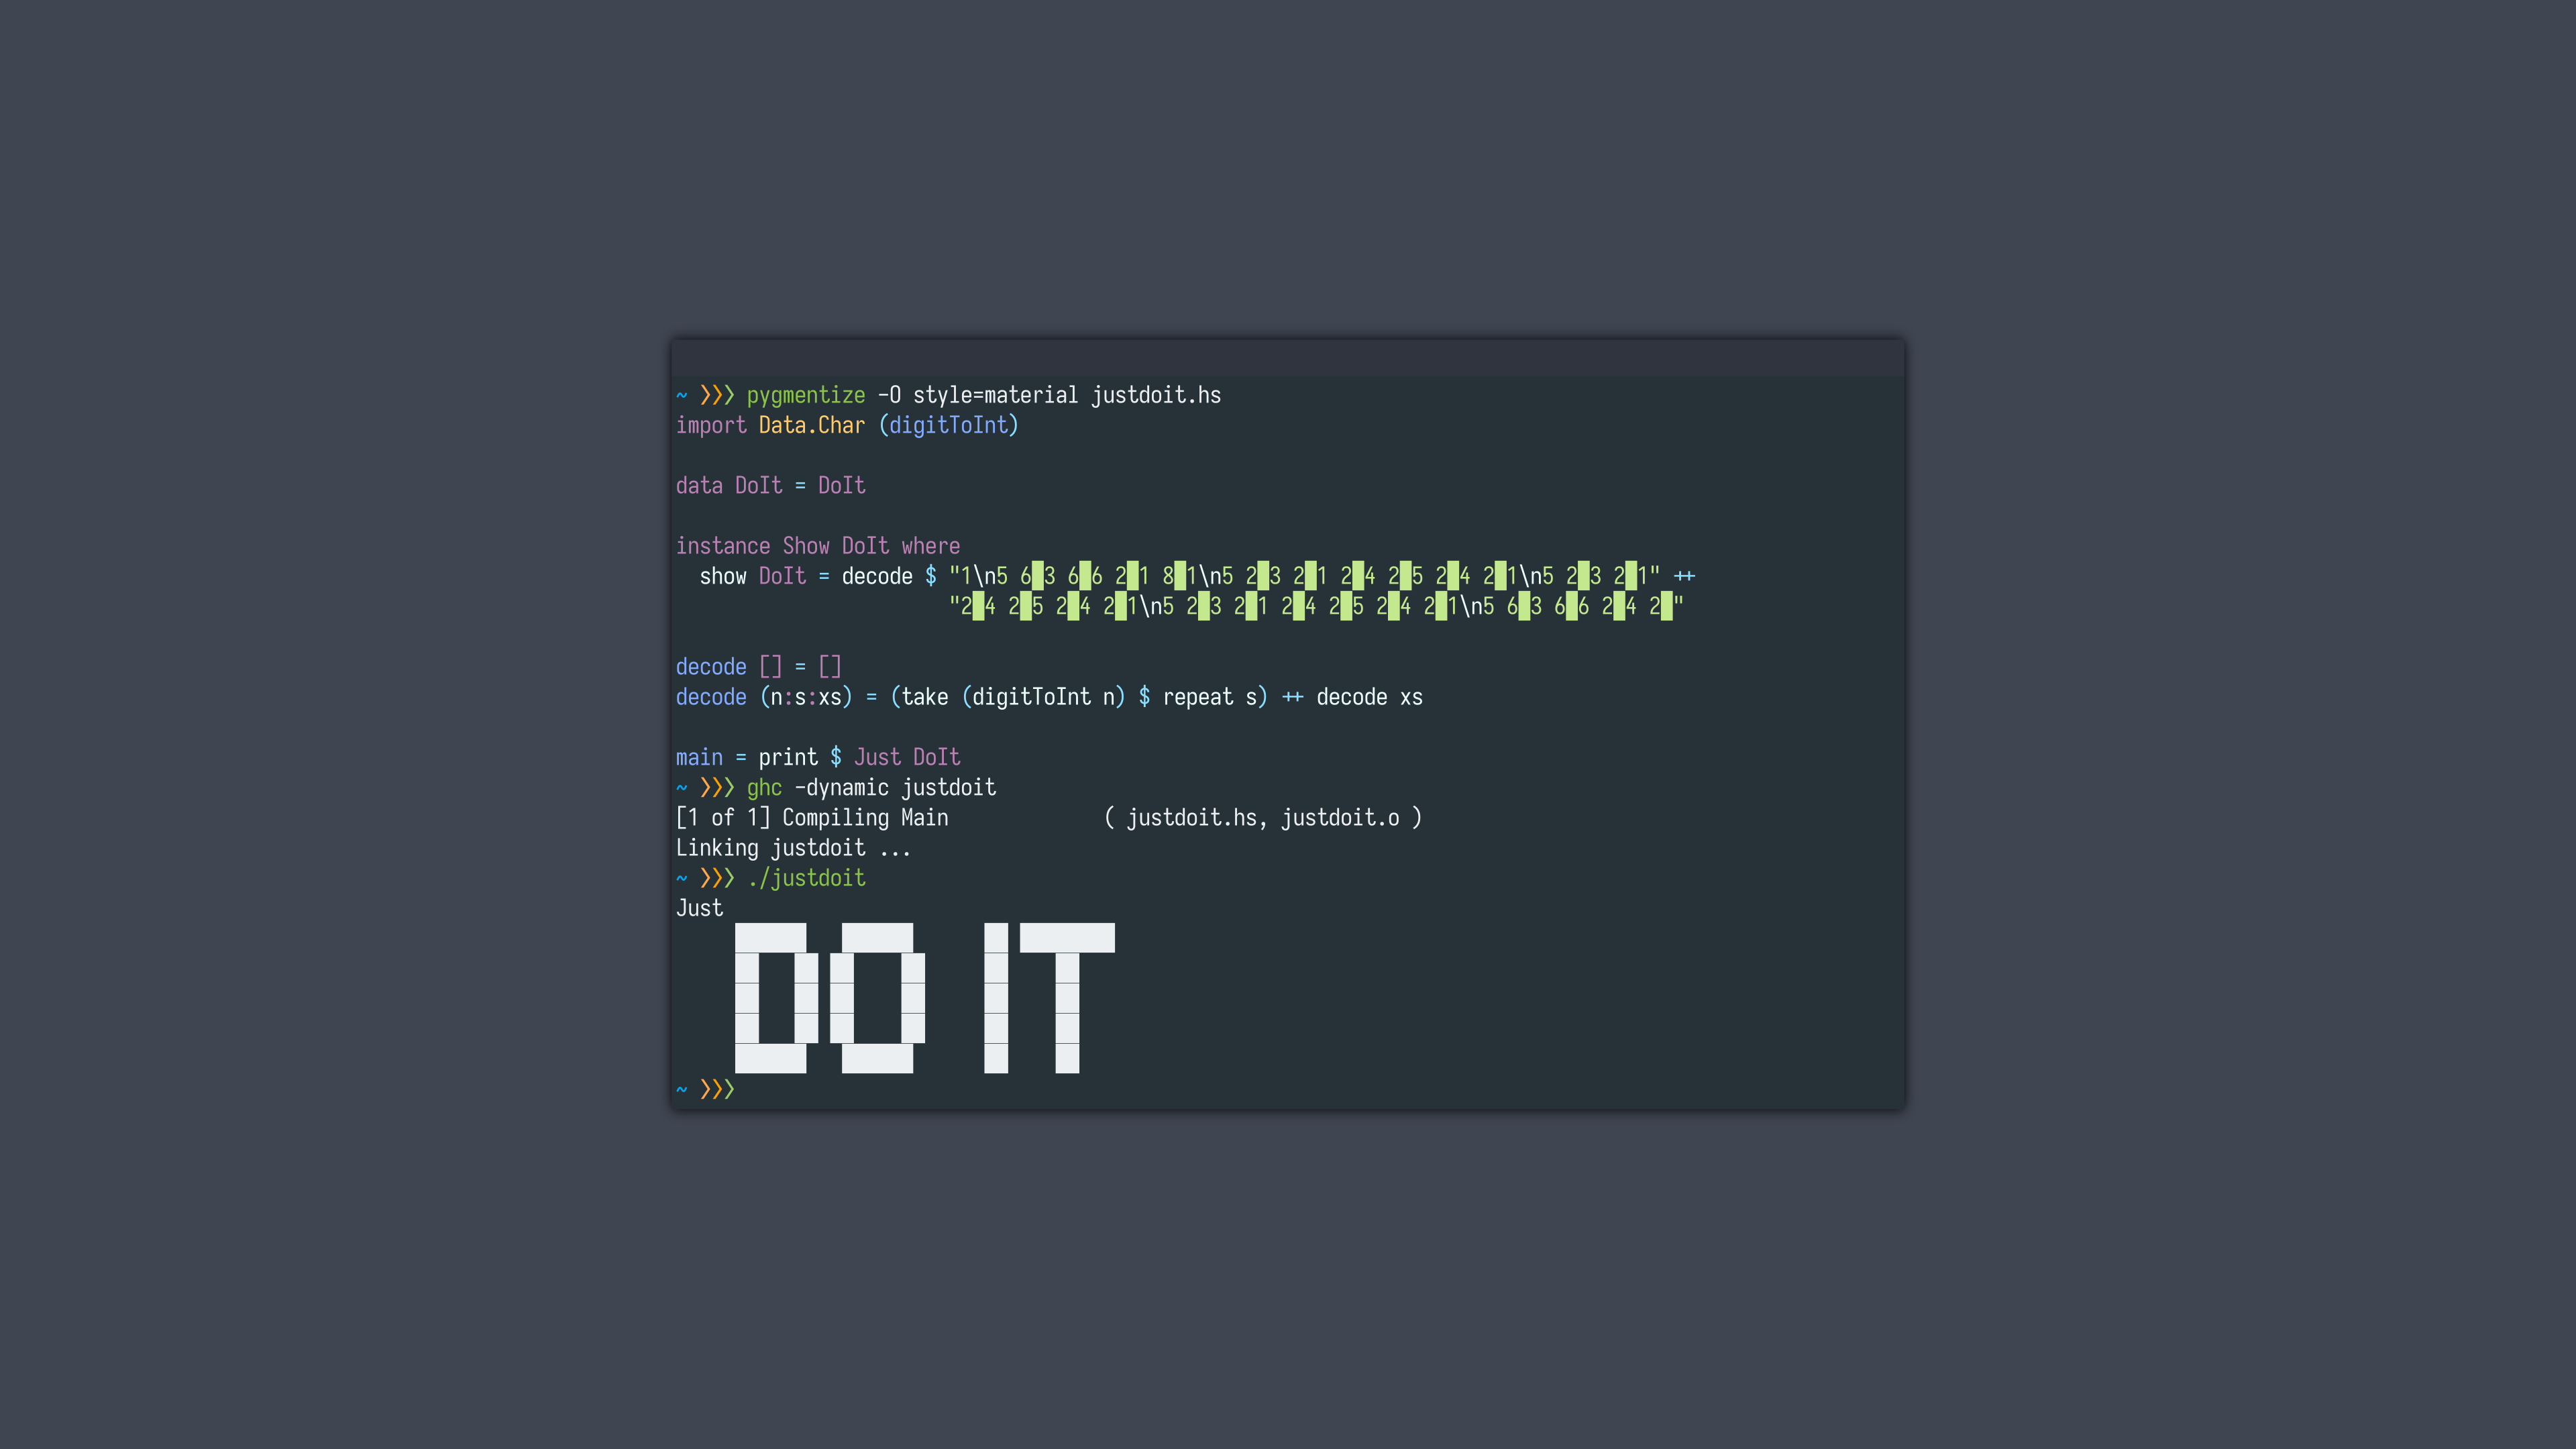 ~ ❯❯❯ pygmentize -O style=material justdoit.hs
import Data.Char (digitToInt)
data DoIt = DoIt
instance Show DoIt where
  show DoIt = decode $ "1\n5 6█3 6█6 2█1 8█1\n5 2█3 2█1 2█4 2█5 2█4 2█1\n5 2█3 2█1" ++
                       "2█4 2█5 2█4 2█1\n5 2█3 2█1 2█4 2█5 2█4 2█1\n5 6█3 6█6 2█4 2█"
decode [] = []
decode (n:s:xs) = (take (digitToInt n) $ repeat s) ++ decode xs
main = print $ Just DoIt
~ ❯❯❯ ghc -dynamic justdoit
[1 of 1] Compiling Main             ( justdoit.hs, justdoit.o )
Linking justdoit ...
~ ❯❯❯ ./justdoit
Just
DO IT
~ ❯❯❯